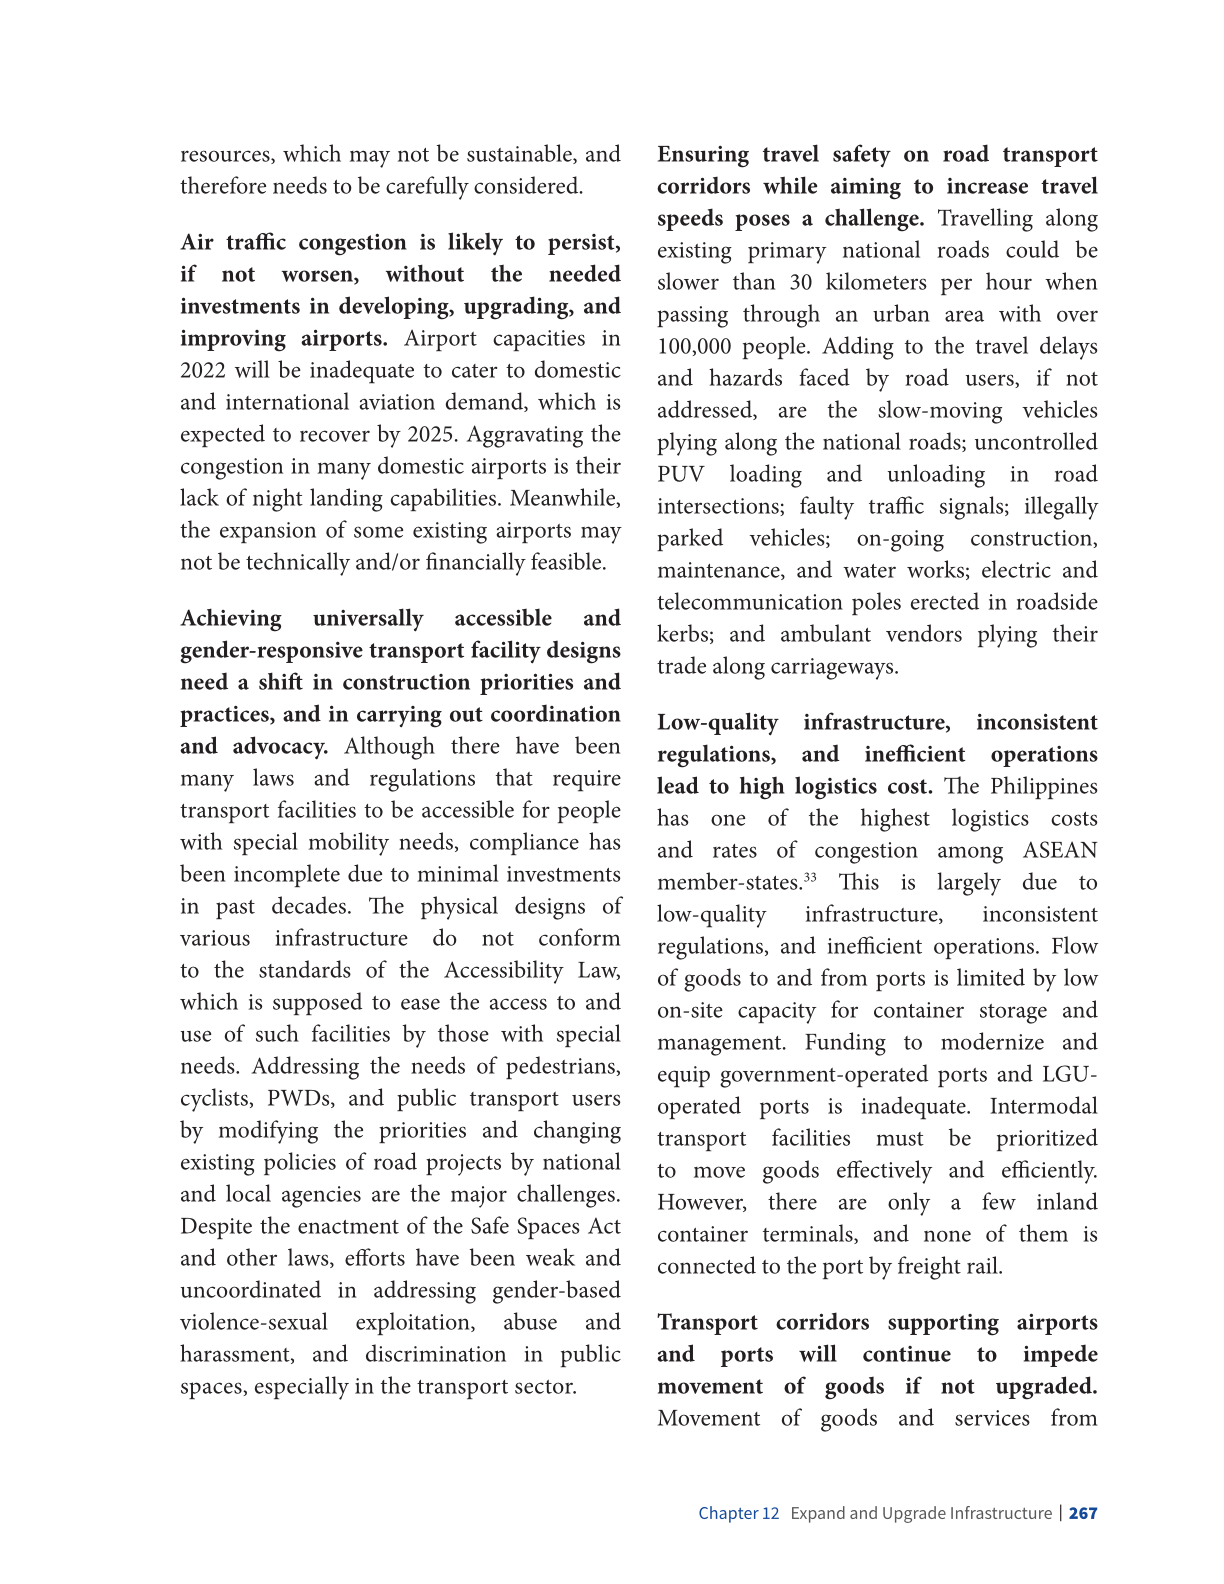 resources, which may not be sustainable, and
therefore needs to be carefully considered.
Air traffic congestion is likely to persist,
if not worsen, without the needed
investments in developing, upgrading, and
improving airports. Airport capacities in
2022 will be inadequate to cater to domestic
and international aviation demand, which is
expected to recover by 2025. Aggravating the
congestion in many domestic airports is their
lack of night landing capabilities. Meanwhile,
the expansion of some existing airports may
not be technically and/or financially feasible.
Achieving universally accessible and
gender-responsive transport facility designs
need a shift in construction priorities and
practices, and in carrying out coordination
and advocacy. Although there have been
many laws and regulations that require
transport facilities to be accessible for people
with special mobility needs, compliance has
been incomplete due to minimal investments
in past decades. The physical designs of
various infrastructure do not conform
to the standards of the Accessibility Law,
which is supposed to ease the access to and
use of such facilities by those with special
needs. Addressing the needs of pedestrians,
cyclists, PWDs, and public transport users
by modifying the priorities and changing
existing policies of road projects by national
and local agencies are the major challenges.
Despite the enactment of the Safe Spaces Act
and other laws, efforts have been weak and
uncoordinated in addressing gender-based
violence-sexual exploitation, abuse and
harassment, and discrimination in public
spaces, especially in the transport sector.
Ensuring travel safety on road transport
corridors while aiming to increase travel
speeds poses a challenge. Travelling along
existing primary national roads could be
slower than 30 kilometers per hour when
passing through an urban area with over
100,000 people. Adding to the travel delays
and hazards faced by road users, if not
addressed, are the slow-moving vehicles
plying along the national roads; uncontrolled
PUV loading and unloading in road
intersections; faulty traffic signals; illegally
parked vehicles; on-going construction,
maintenance, and water works; electric and
telecommunication poles erected in roadside
kerbs; and ambulant vendors plying their
trade along carriageways.
Low-quality infrastructure, inconsistent
regulations, and inefficient operations
lead to high logistics cost. The Philippines
has one of the highest logistics costs
and rates of congestion among ASEAN
member-states.33 This is largely due to
low-quality infrastructure, inconsistent
regulations, and inefficient operations. Flow
of goods to and from ports is limited by low
on-site capacity for container storage and
management. Funding to modernize and
equip government-operated ports and LGU-
operated ports is inadequate. Intermodal
transport facilities must be prioritized
to move goods effectively and efficiently.
However, there are only a few inland
container terminals, and none of them is
connected to the port by freight rail.
Transport corridors supporting airports
and ports will continue to impede
movement of goods if not upgraded.
Movement of goods and services from
Chapter 12 Expand and Upgrade Infrastructure | 267